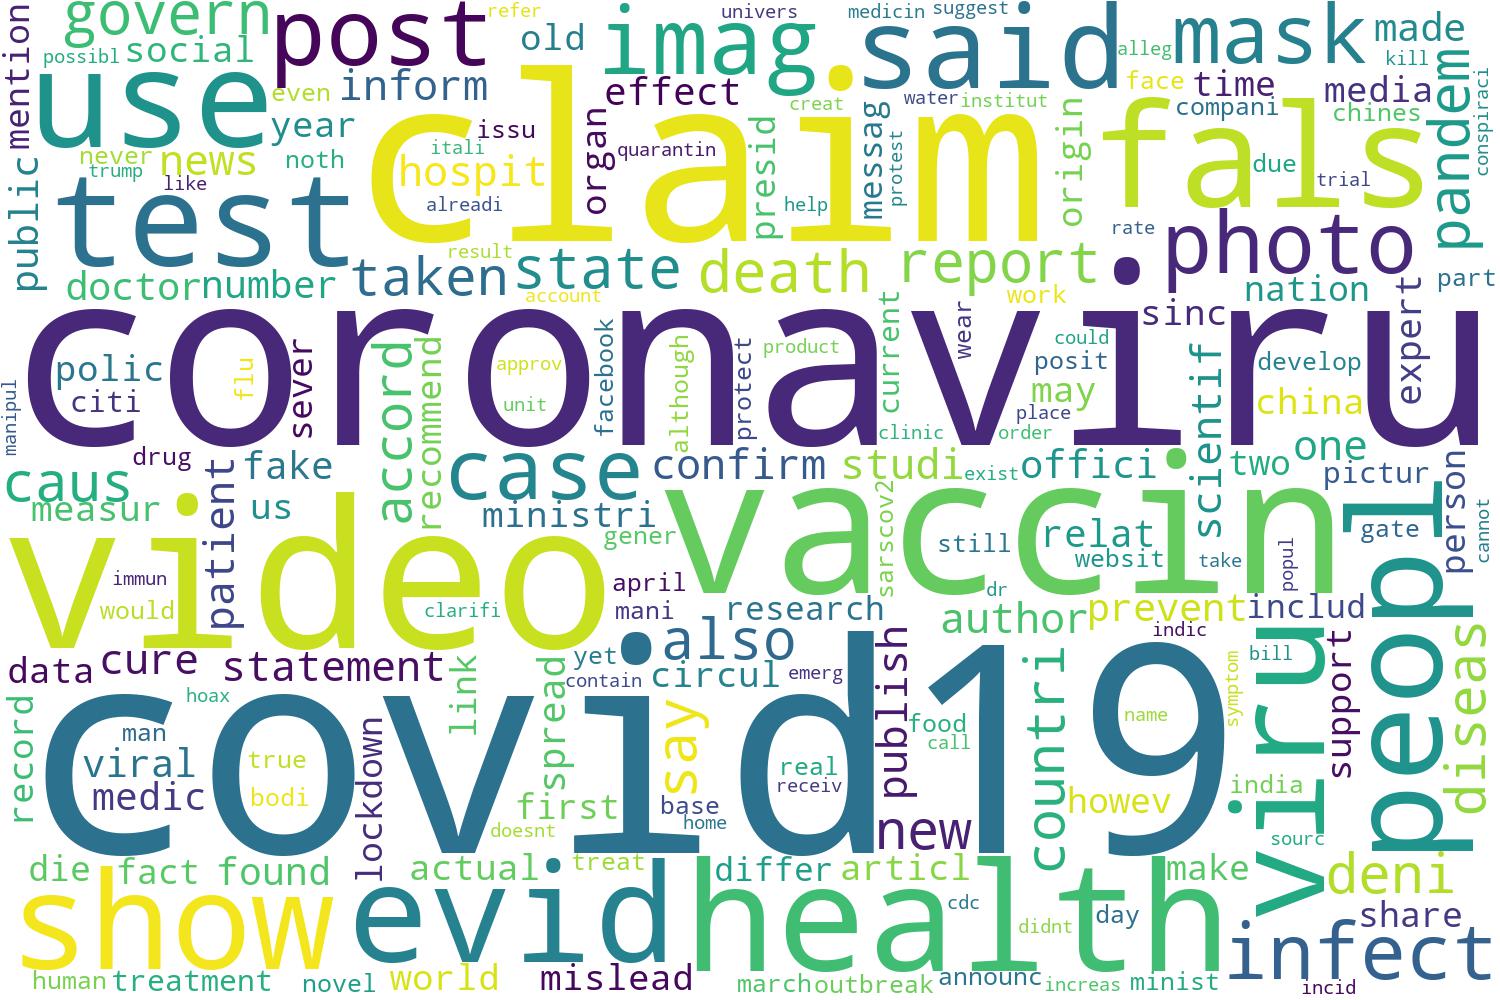 govern
post
imag
said
mask
made
refer
univers
medicin
suggest
mention
possibl
social
old
alleg
kill
use
even
inform
effect
creat
water
institut
face
time
media
conspiraci
claim
fals
pandem
year
issu
organ
presid
messag
protest
origin
compani
chines
public
never
news
noth
itali
quarantin
due
trump
like
hospit
alreadi
help
trial
test
result
rate
photo
doctor
number
taken
state
death
report
nation
part
account
work
sinc
expert
coronaviru
manipul
polic
citi
flu
sever
accord
recommend
approv
unit
facebook
although
protect
product
current
wear
could
posit
may
place
scientif
develop
china
clinic
order
drug
caus
fake
case
confirm
studi
exist
offici
one
two
pictur
measur
us
patient
ministri
gener
vaccin
sarscov2
still
relat
websit
take
popul
gate
person
cannot
peopl
video
immun
would
clarifi
april
mani
research
dr
author
prevent
includ
data
cure
statement
also
yet
circul
contain
emerg
indic
bill
symptom
support
diseas
hoax
link
spread
say
publish
food
call
countri
name
viru
record
man
viral
medic
true
bodi
lockdown
covid19
real
receiv
base
home
first
doesnt
new
howev
india
sourc
die
fact
found
actual
treat
differ
articl
make
deni
show
evid
health
cdc
didnt
day
share
infect
human
treatment
novel
world
mislead
march
outbreak
announc
increas
minist
incid